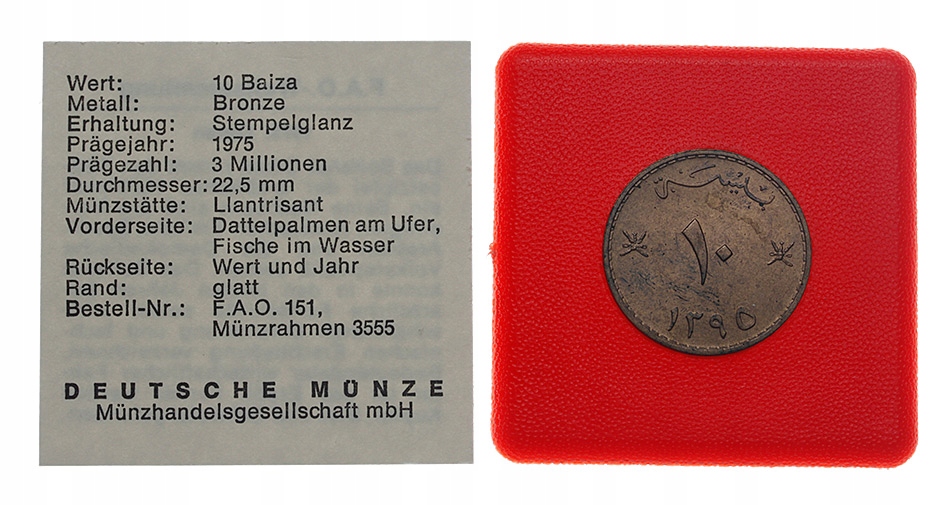 Wert: 10 Baiza
Metall: Bronze
Erhaltung: Stempelglanz
Prägejahr: 1975
Prägezahl: 3 Millionen
Durchmesser: 22,5 mm
Münzstätte: Llantrisant
Vorderseite: Dattelpalmen am Ufer,
Fische im Wasser
Rückseite: Wert und Jahr
Rand: glatt
Bestell-Nr.: F.A.O. 151,
Münzrahmen 3555
DEUTSCHE MÜNZE
Münzhandelsgesellschaft mbH
بيسة
١٠
١٣٩٥